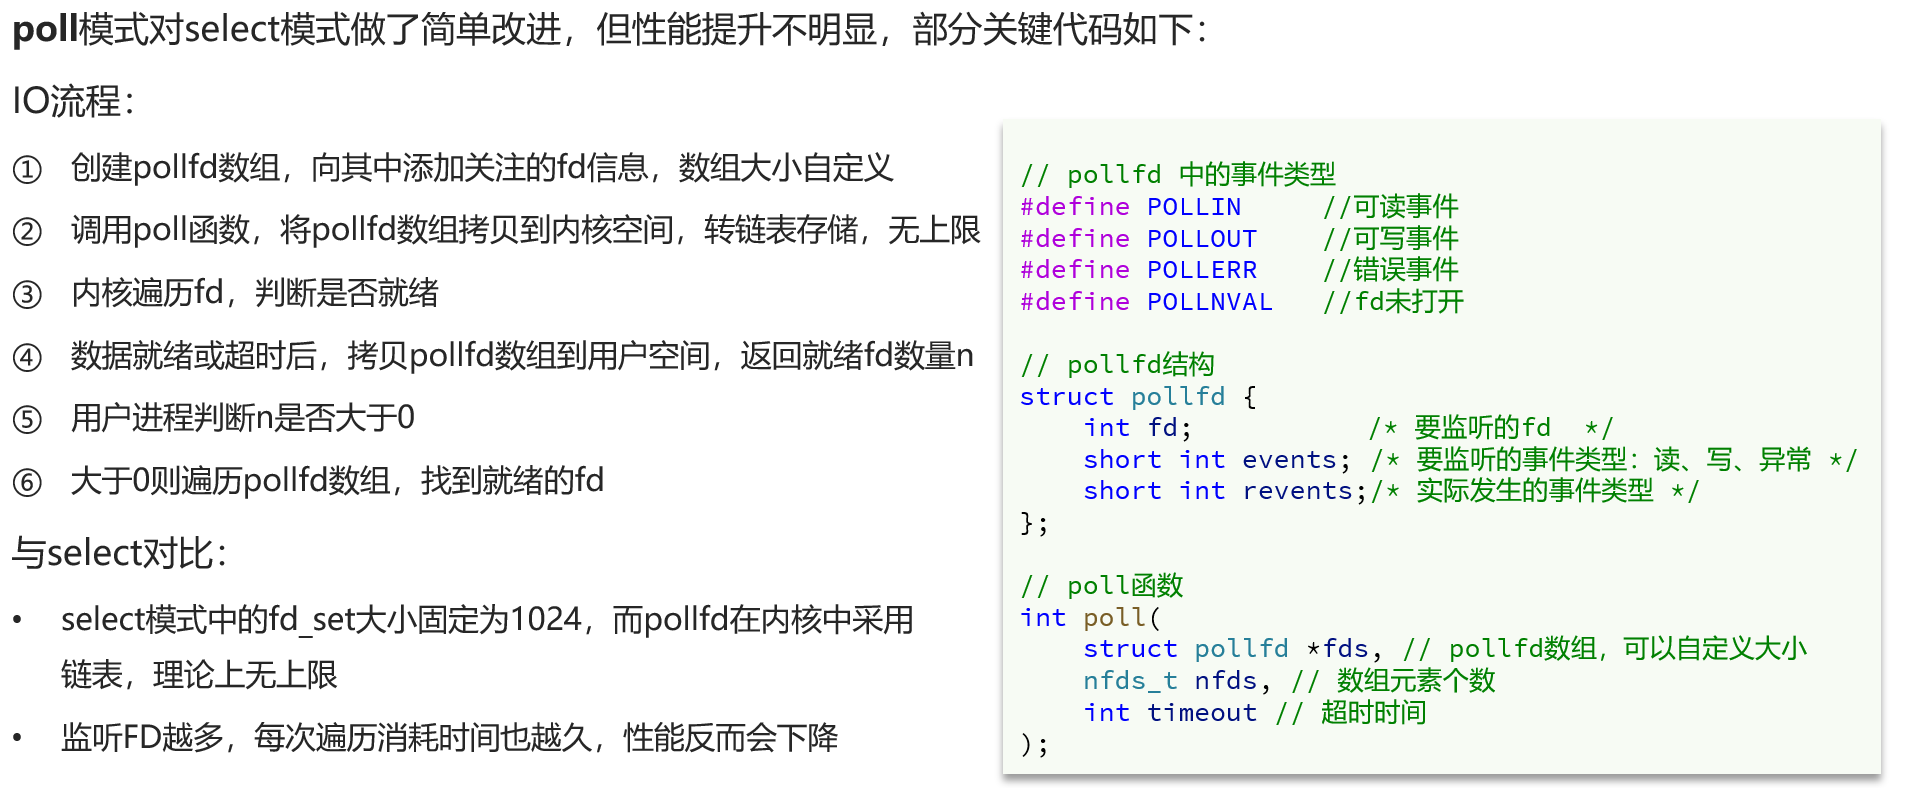 poll模式对select模式做了简单改进，但性能提升不明显，部分关键代码如下：
IO流程：
① 创建pollfd数组，向其中添加关注的fd信息，数组大小自定义
② 调用poll函数，将pollfd数组拷贝到内核空间，转链表存储，无上限
③ 内核遍历fd，判断是否就绪
④ 数据就绪或超时后，拷贝pollfd数组到用户空间，返回就绪fd数量n
⑤ 用户进程判断n是否大于0
⑥ 大于0则遍历pollfd数组，找到就绪的fd
与select对比：
• select模式中的fd_set大小固定为1024，而pollfd在内核中采用
链表，理论上无上限
• 监听FD越多，每次遍历消耗时间也越久，性能反而会下降
// pollfd 中的事件类型
#define POLLIN     //可读事件
#define POLLOUT    //可写事件
#define POLLERR    //错误事件
#define POLLNVAL   //fd未打开
// pollfd结构
struct pollfd {
    int fd;           /* 要监听的fd  */
    short int events; /* 要监听的事件类型：读、写、异常 */
    short int revents;/* 实际发生的事件类型 */
};
// poll函数
int poll(
    struct pollfd *fds, // pollfd数组，可以自定义大小
    nfds_t nfds, // 数组元素个数
    int timeout // 超时时间
);